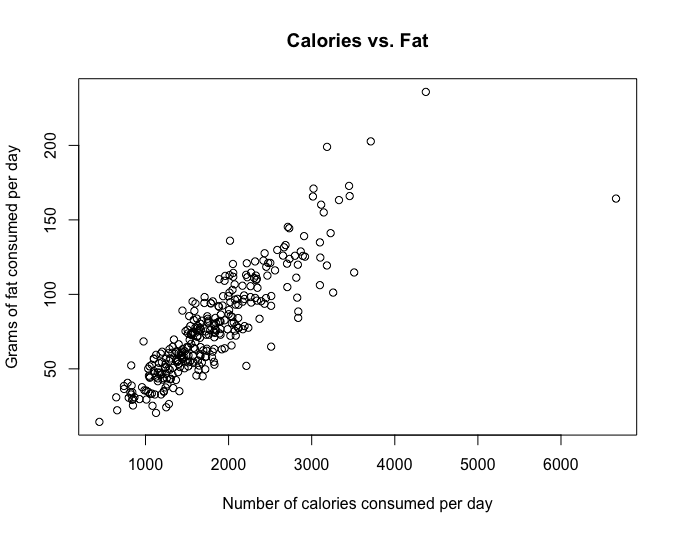 Calories vs. Fat
Grams of fat consumed per day
200
150
100
50
1000 2000 3000 4000 5000 6000
Number of calories consumed per day